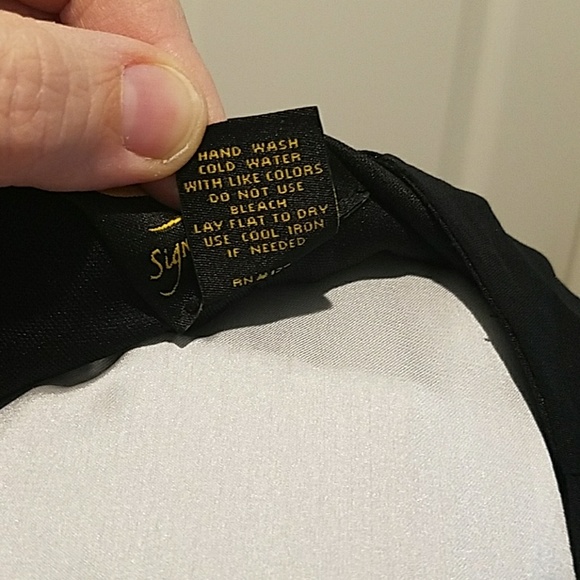 HAND WASH
COLD WATER
WITH LIKE COLORS
DO NOT USE
BLEACH
LAY FLAT TO DRY
USE COOL IRON
IF NEEDED
RN